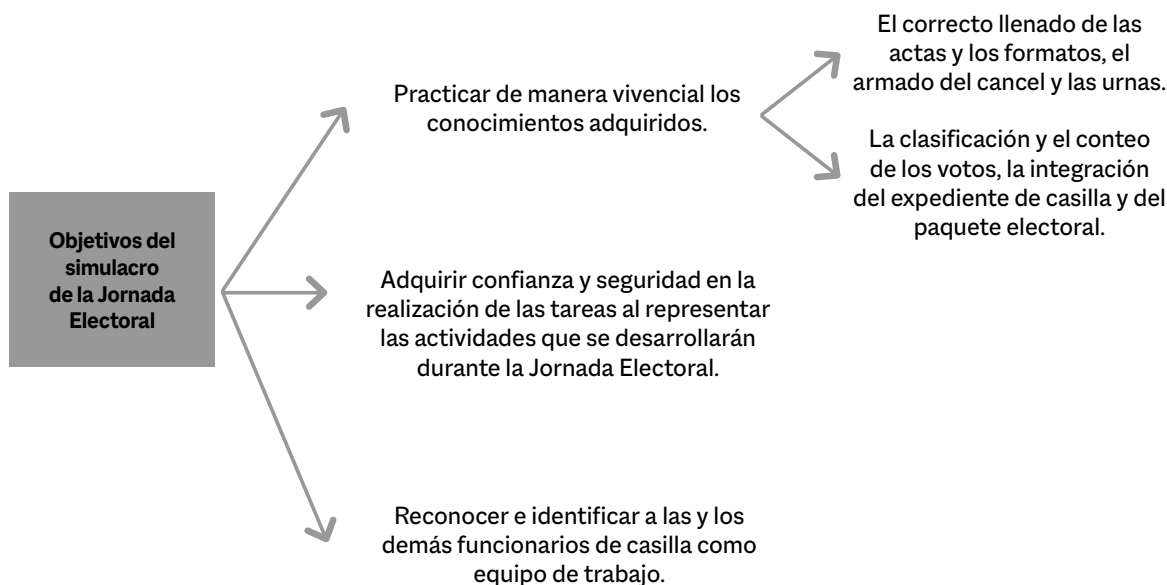 Objetivos del
simulacro
de la Jornada
Electoral
Practicar de manera vivencial los
conocimientos adquiridos.
El correcto llenado de las
actas y los formatos, el
armado del cancel y las urnas.
La clasificación y el conteo
de los votos, la integración
del expediente de casilla y del
paquete electoral.
Adquirir confianza y seguridad en la
realización de las tareas al representar
las actividades que se desarrollarán
durante la Jornada Electoral.
Reconocer e identificar a las y los
demás funcionarios de casilla como
equipo de trabajo.